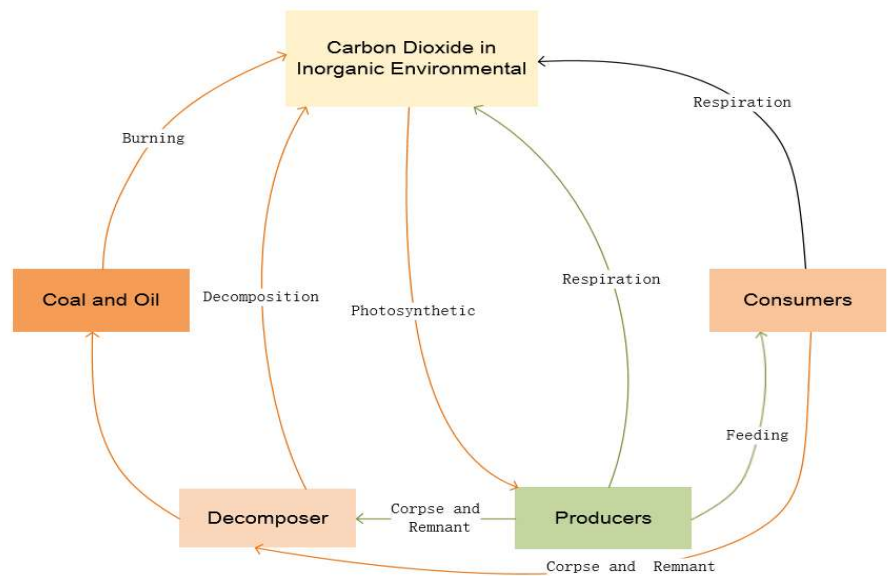 Carbon Dioxide in
Inorganic Environmental
Respiration
Burning
Coal and Oil
Decomposition
Photosynthetic
Respiration
Consumers
Feeding
Decomposer
Corpse and
Remnant
Producers
Corpse and Remnant